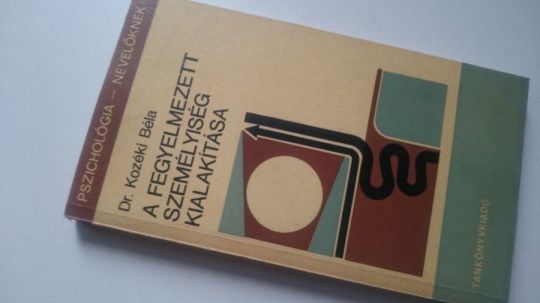 PSZICHOLÓGIA — NEVELŐKNEK
Dr. Kozéki Béla
A FEGYELMEZETT
SZEMÉLYISÉG
KIALAKÍTÁSA
TANKÖNYVKIADÓ